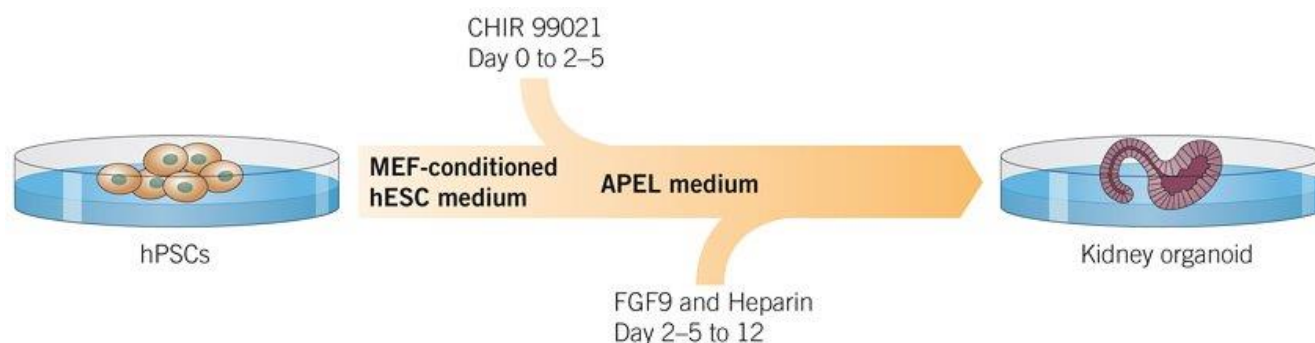 CHIR 99021
Day 0 to 2–5
MEF-conditioned
hESC medium
APEL medium
hPSCs
Kidney organoid
FGF9 and Heparin
Day 2–5 to 12